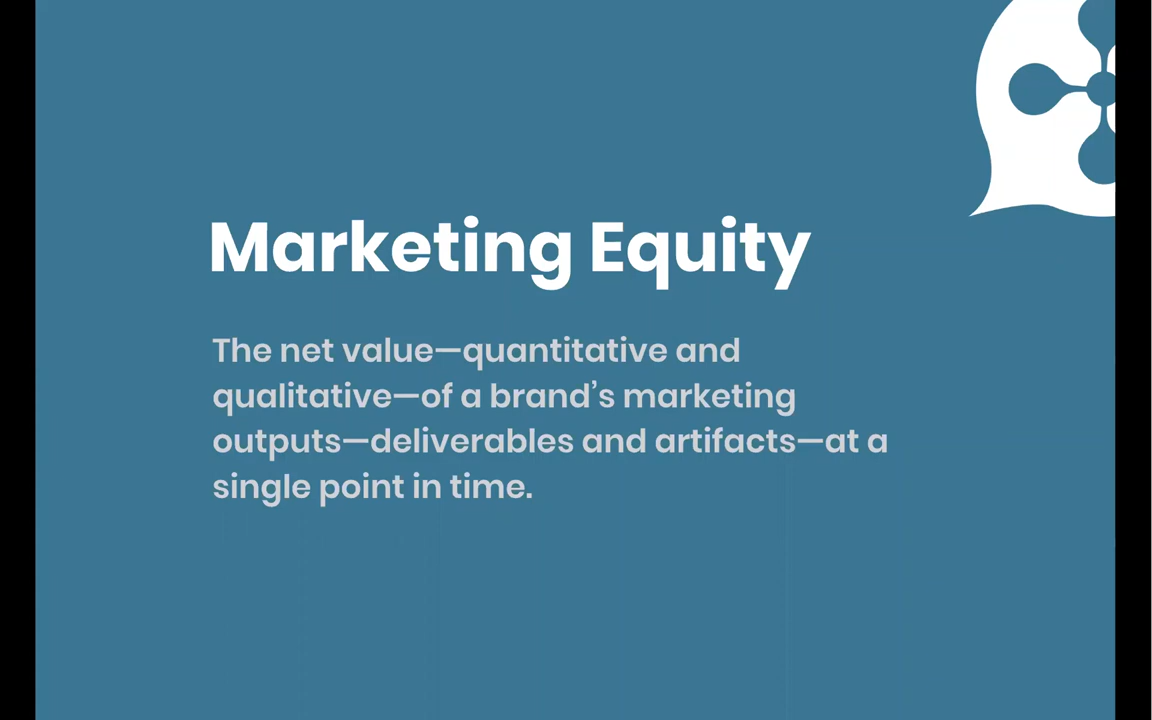 Marketing Equity
The net value—quantitative and
qualitative—of a brand’s marketing
outputs—deliverables and artifacts—at a
single point in time.